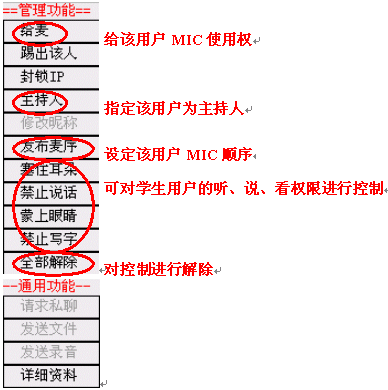 ==管理功能==
给麦
给该用户 MIC 使用权
踢出该人
封锁IP
主持人
指定该用户为主持人
修改昵称
发布麦序
设定该用户 MIC 顺序
塞住耳朵
可对学生用户的听、说、看权限进行控制
禁止说话
蒙上眼睛
禁止写字
全部解除
对控制进行解除
==通用功能==
请求私聊
发送文件
发送录音
详细资料